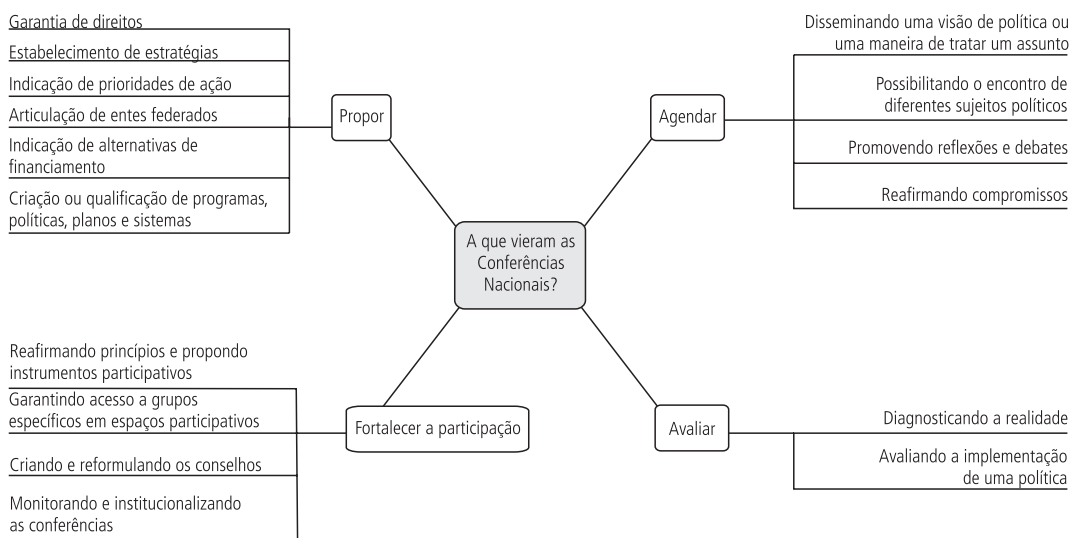 Garantia de direitos
Estabelecimento de estratégias
Indicação de prioridades de ação
Articulação de entes federados
Indicação de alternativas de
financiamento
Criação ou qualificação de programas,
políticas, planos e sistemas
Propor
Agendar
Disseminando uma visão de política ou
uma maneira de tratar um assunto
Possibilitando o encontro de
diferentes sujeitos políticos
Promovendo reflexões e debates
Reafirmando compromissos
A que vieram as
Conferências
Nacionais?
Reafirmando princípios e propondo
instrumentos participativos
Garantindo acesso a grupos
específicos em espaços participativos
Criando e reformulando os conselhos
Monitorando e institucionalizando
as conferências
Fortalecer a participação
Avaliar
Diagnosticando a realidade
Avaliando a implementação
de uma política